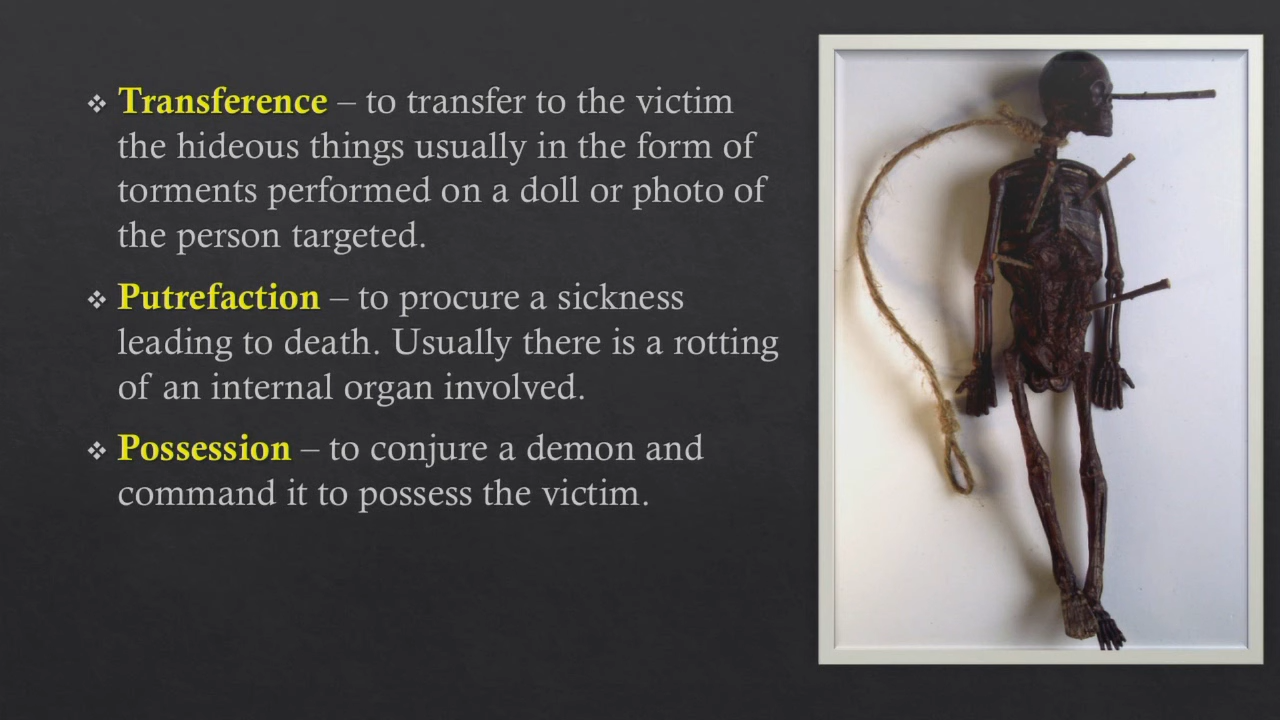 ❖ Transference – to transfer to the victim
the hideous things usually in the form of
torments performed on a doll or photo of
the person targeted.
❖ Putrefaction – to procure a sickness
leading to death. Usually there is a rotting
of an internal organ involved.
❖ Possession – to conjure a demon and
command it to possess the victim.